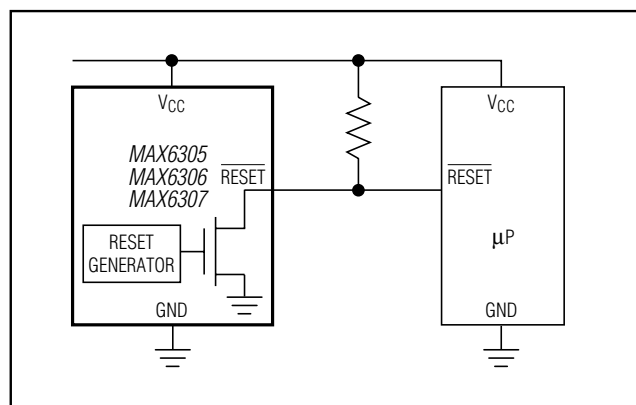 VCC
VCC
MAX6305
MAX6306
MAX6307
RESET
RESET
RESET
GENERATOR
μP
GND
GND